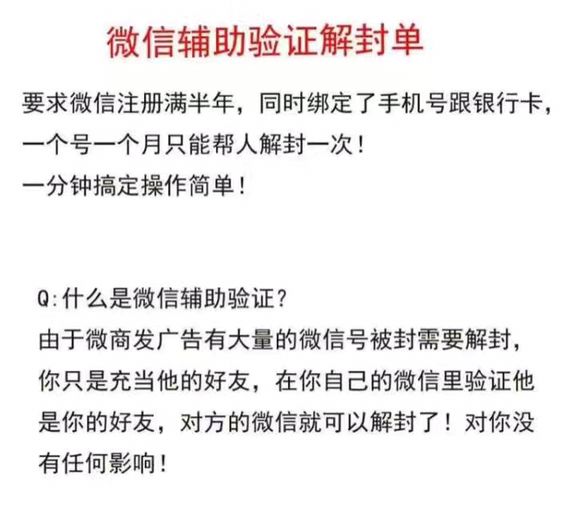 微信辅助验证解封单
要求微信注册满半年，同时绑定了手机号跟银行卡，
一个号一个月只能帮人解封一次！
一分钟搞定操作简单！
Q:什么是微信辅助验证？
由于微商发广告有大量的微信号被封需要解封，
你只是充当他的好友，在你自己的微信里验证他
是你的好友，对方的微信就可以解封了！对你没
有任何影响！